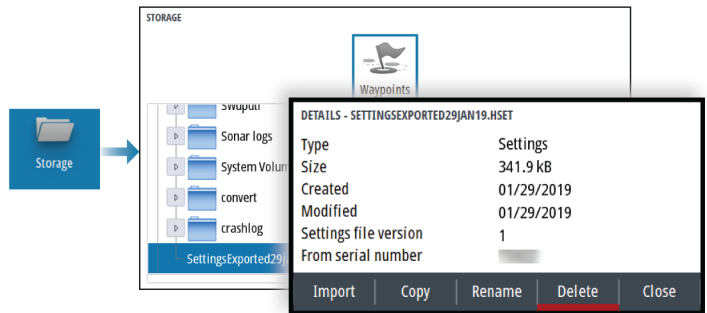 STORAGE
Waypoints
Storage
Sonar logs
System Volum
convert
crashlog
SettingsExported29j
DETAILS - SETTINGSEXPORTED29JAN19.HSET
Type Settings
Size 341.9 kB
Created 01/29/2019
Modified 01/29/2019
Settings file version 1
From serial number
Import Copy Rename Delete Close